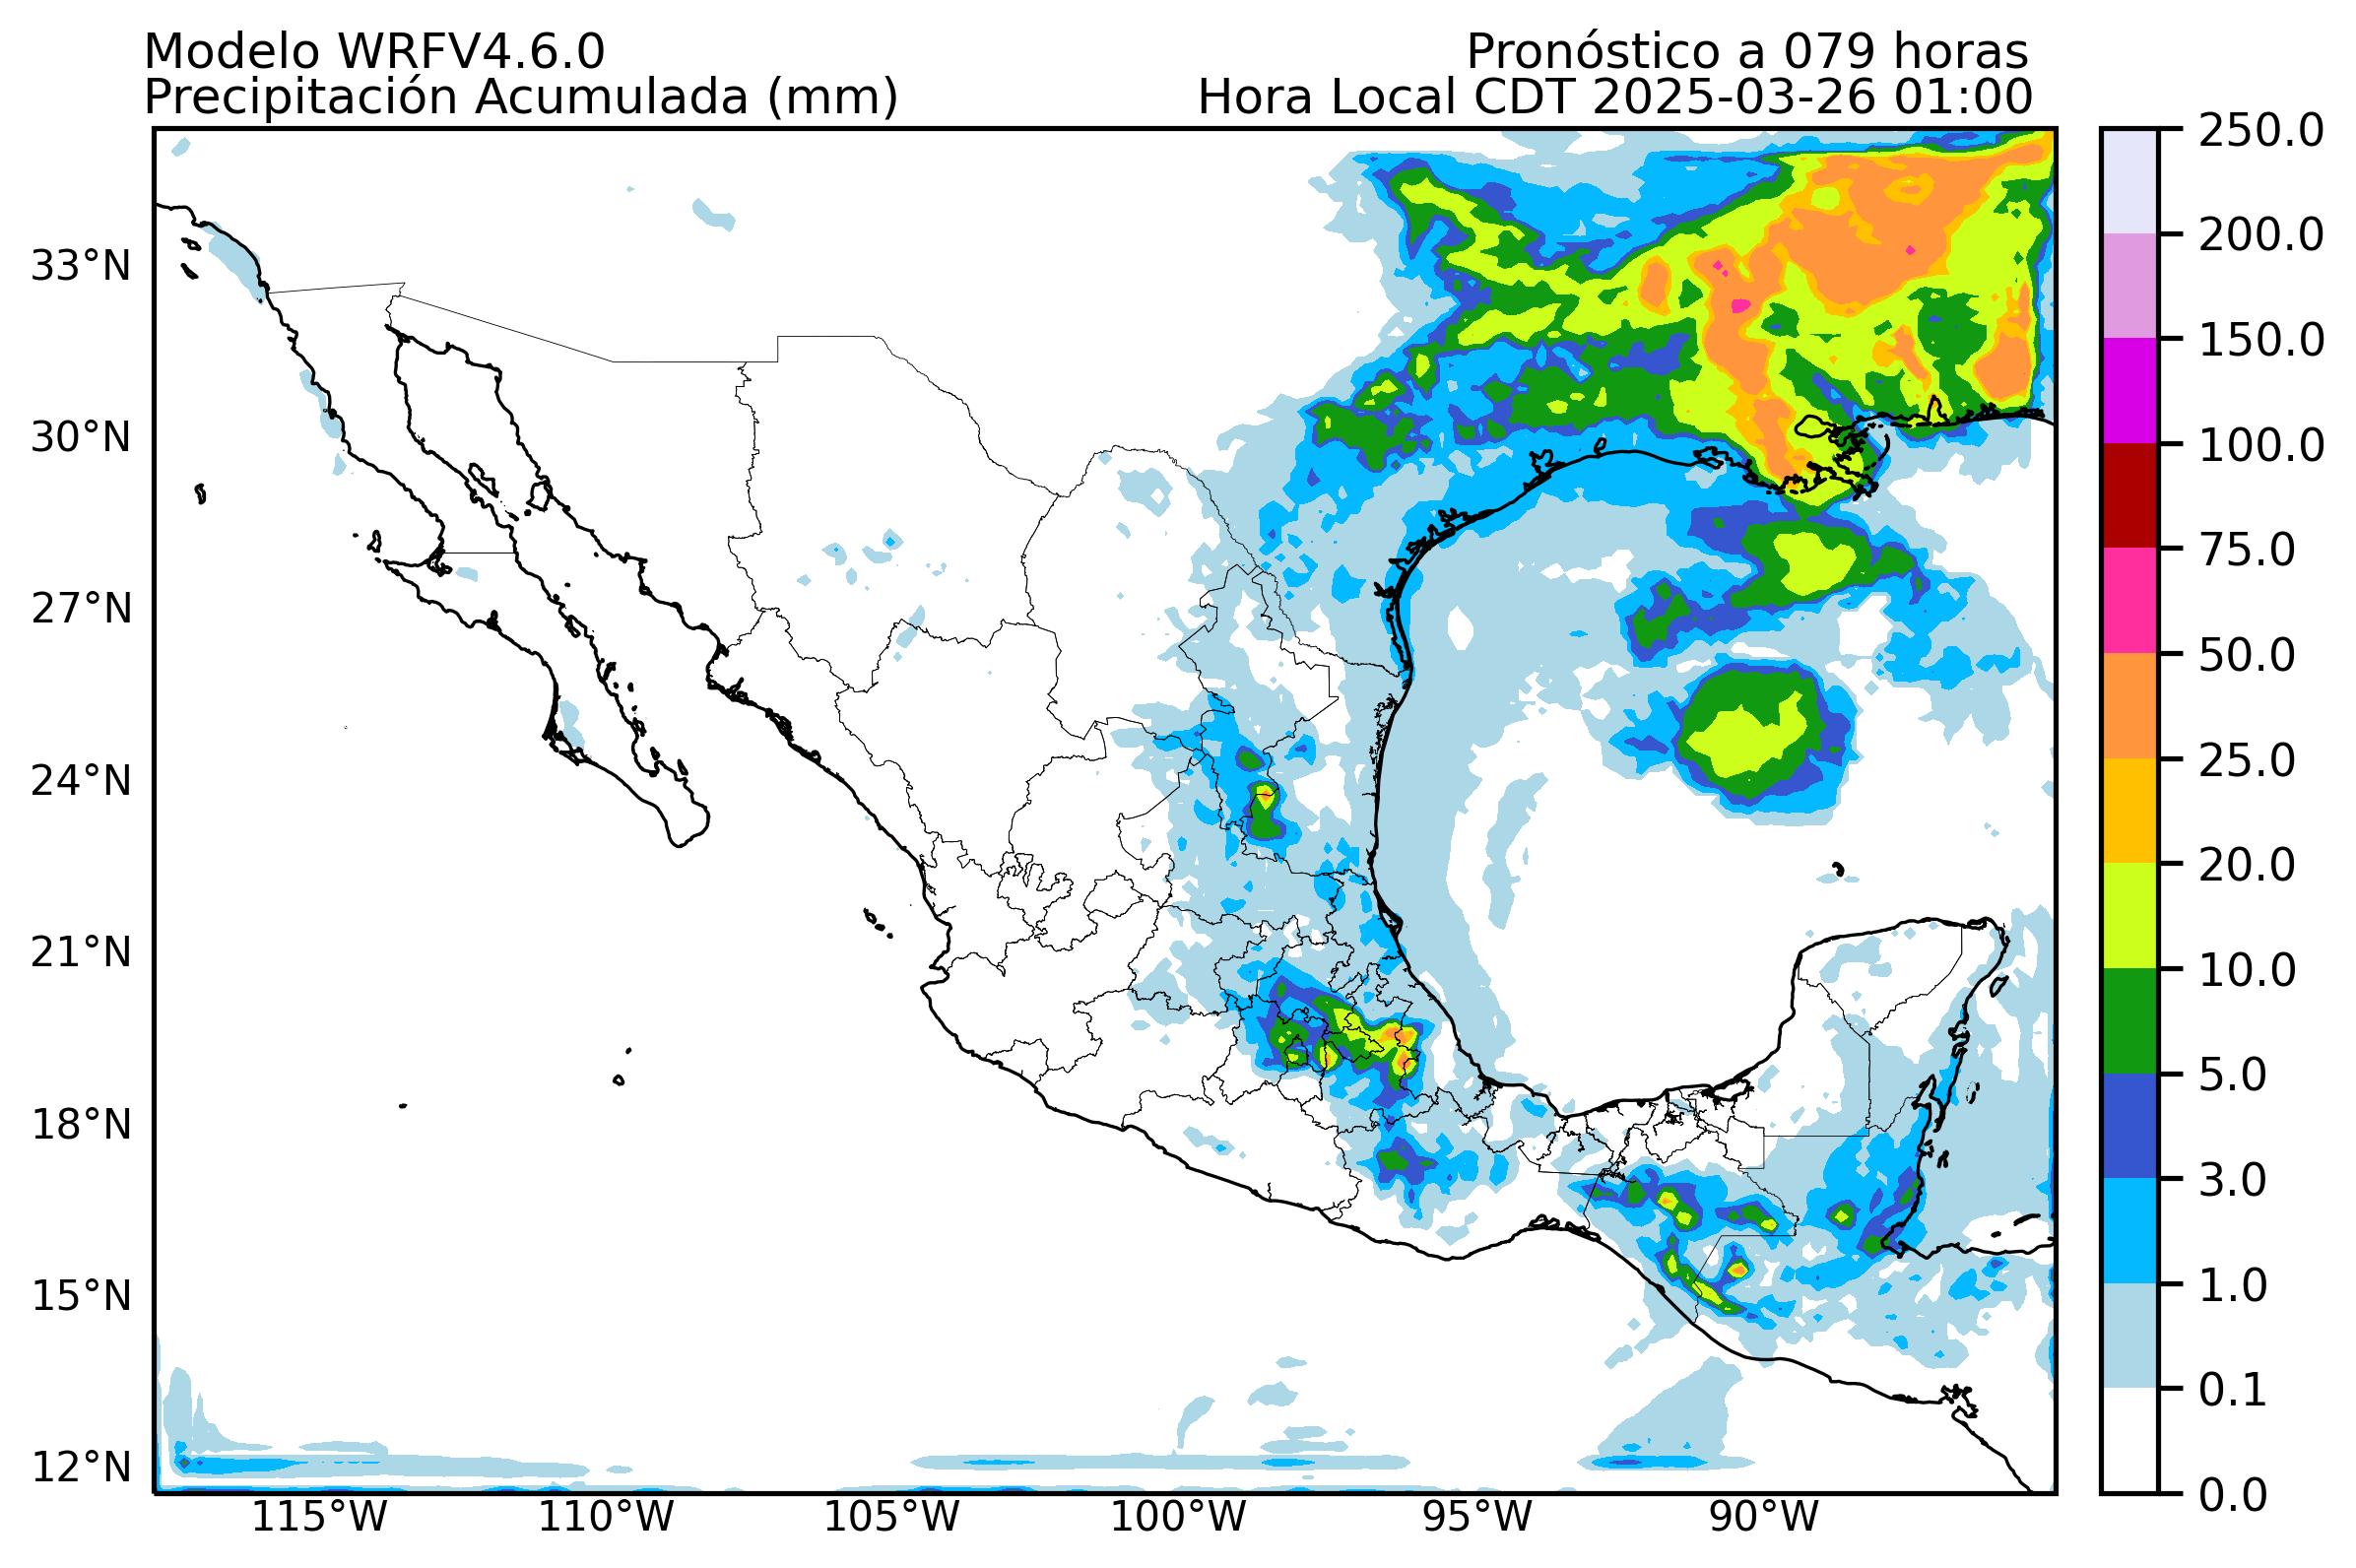 Modelo WRFV4.6.0
Pronóstico a 079 horas
Precipitación Acumulada (mm)
Hora Local CDT 2025-03-26 01:00
250.0
200.0
150.0
100.0
75.0
50.0
25.0
20.0
10.0
5.0
3.0
1.0
0.1
0.0
33°N
30°N
27°N
24°N
21°N
18°N
15°N
12°N
115°W
110°W
105°W
100°W
95°W
90°W